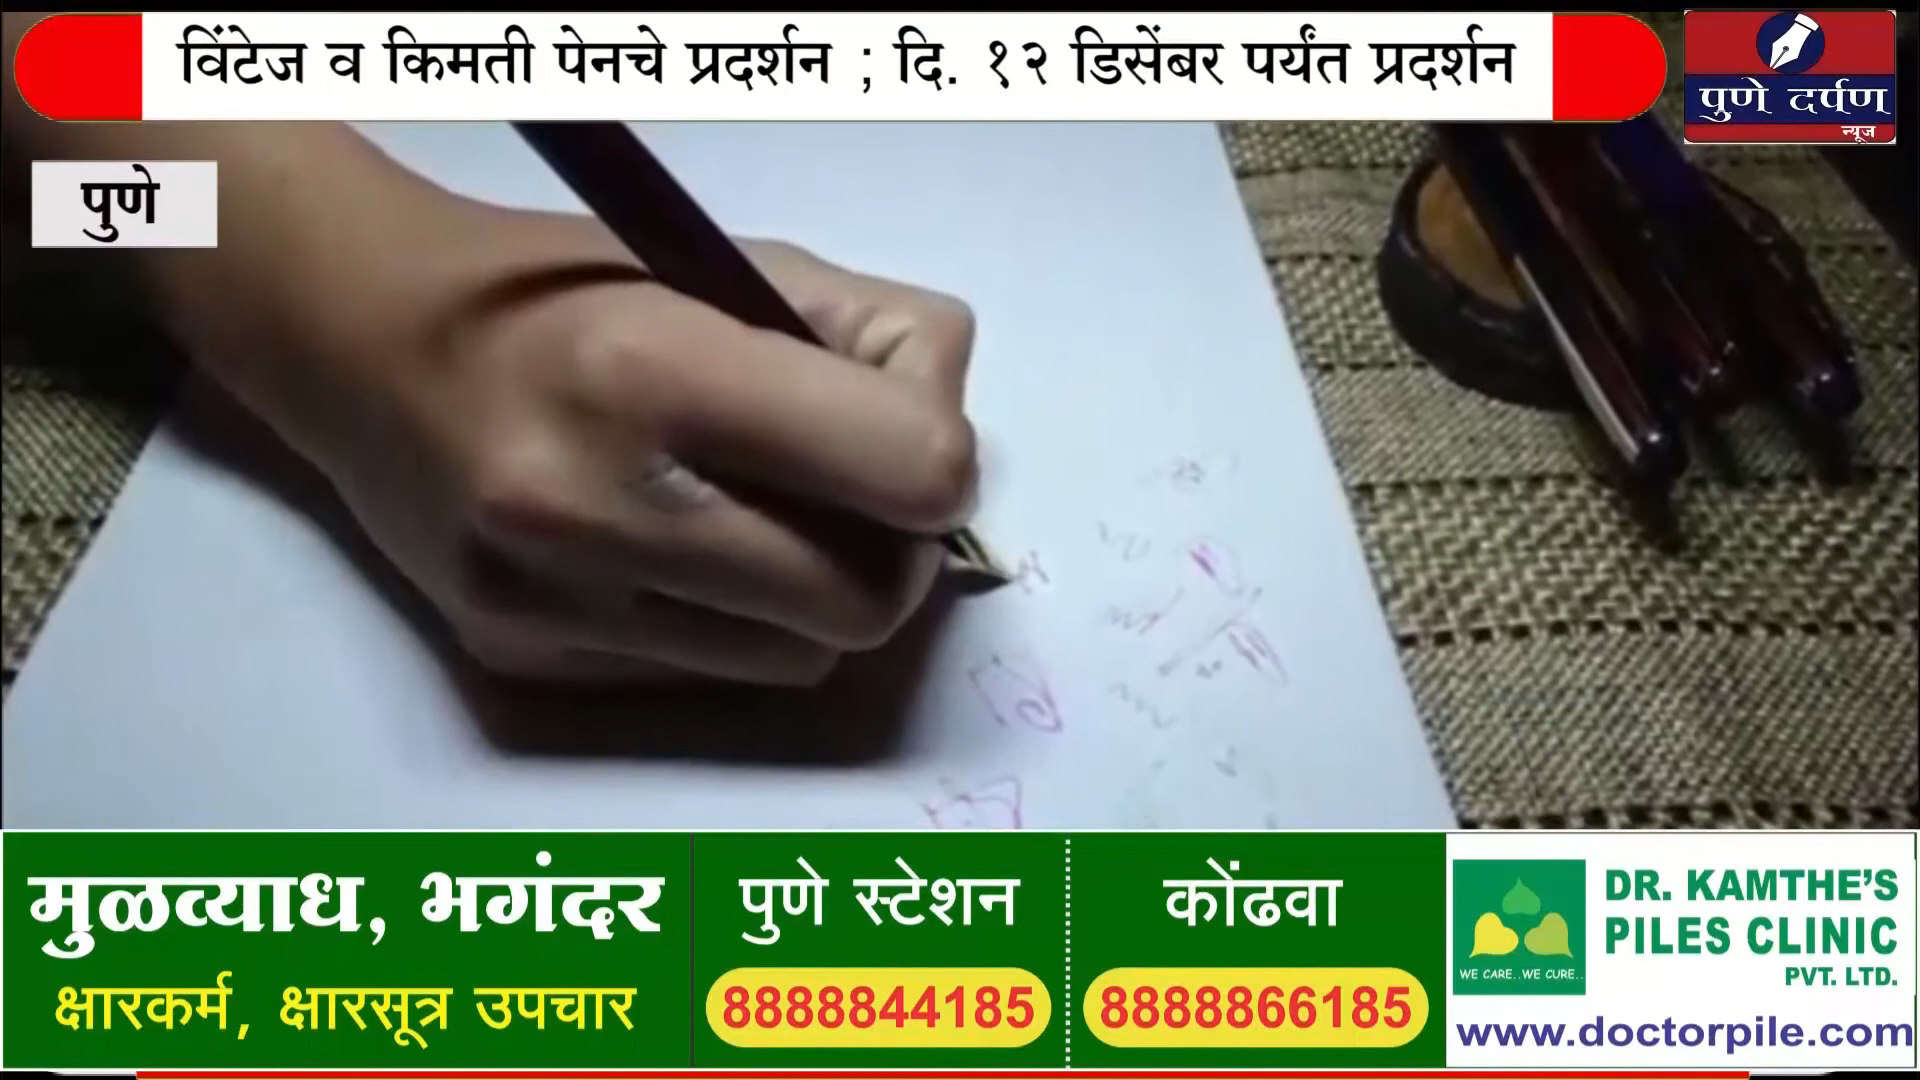 विंटेज व किमती पेनचे प्रदर्शन ; दि. १२ डिसेंबर पर्यंत प्रदर्शन
पुणे दर्पण
न्यूज
पुणे
मुळव्याध, भगंदर
क्षारकर्म, क्षारसूत्र उपचार
पुणे स्टेशन
8888844185
कोंढवा
8888866185
WE CARE..WE CURE..
DR. KAMTHE'S
PILES CLINIC
PVT. LTD.
www.doctorpile.com